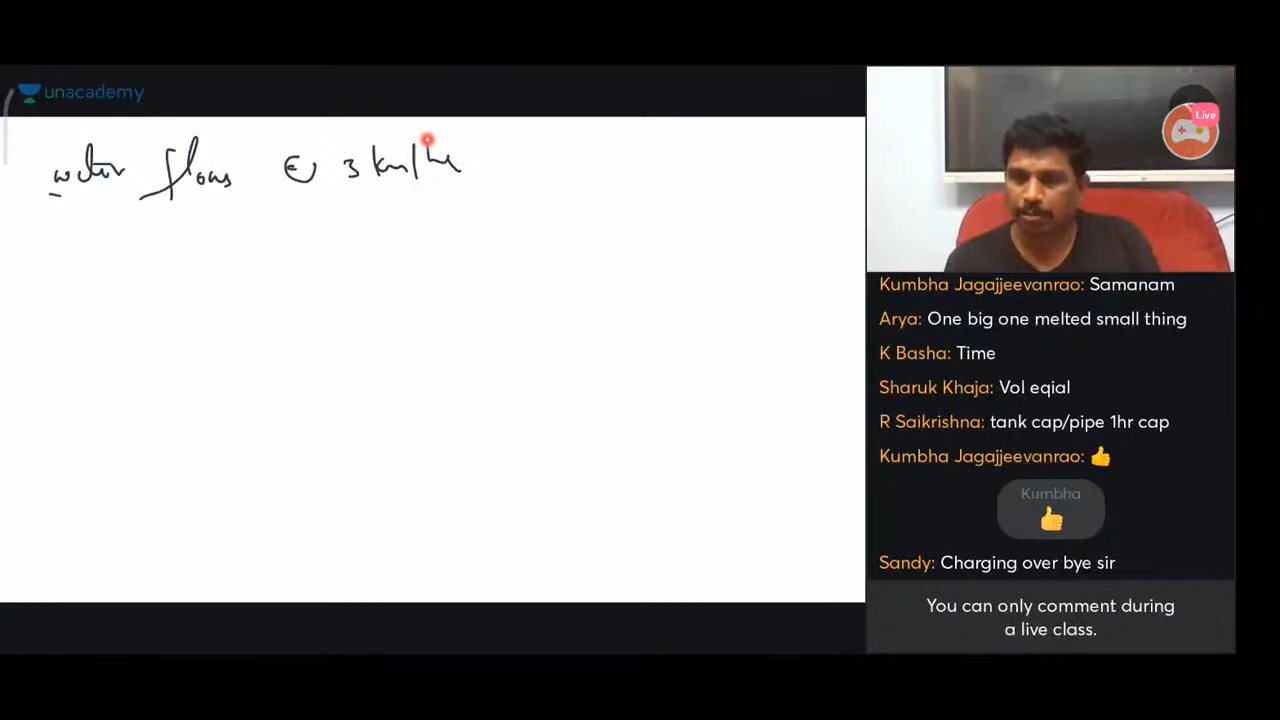 unacademy
water flows @ 3 km/hr
Live
Kumbha Jagajjeevanrao: Samanam
Arya: One big one melted small thing
K Basha: Time
Sharuk Khaja: Vol eqial
R Saikrishna: tank cap/pipe 1hr cap
Kumbha Jagajjeevanrao: 👍
Kumbha
👍
Sandy: Charging over bye sir
You can only comment during
a live class.